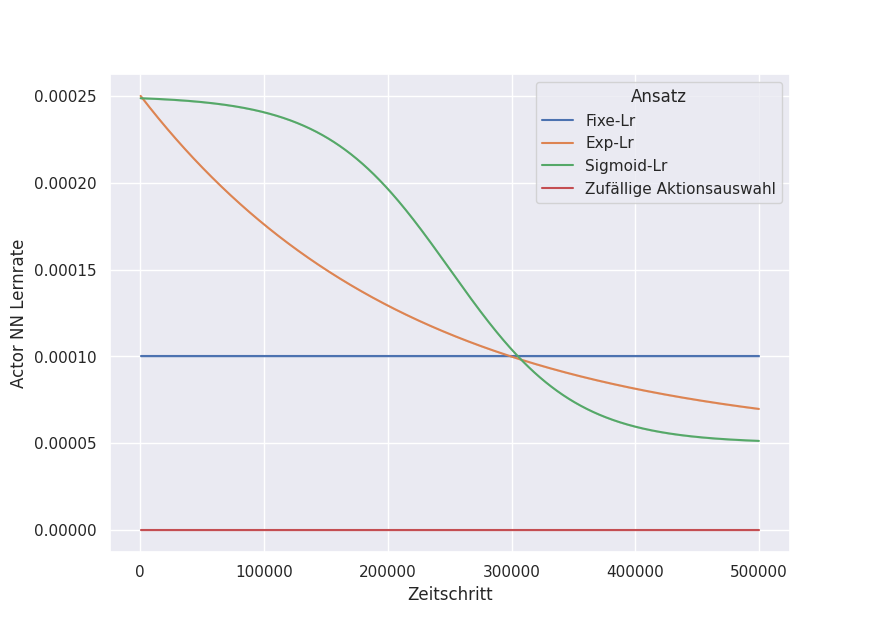 Ansatz
Fixe-Lr
Exp-Lr
Sigmoid-Lr
Zufällige Aktionsauswahl
Actor NN Lernrate
0.00025
0.00020
0.00015
0.00010
0.00005
0.00000
0 100000 200000 300000 400000 500000
Zeitschritt